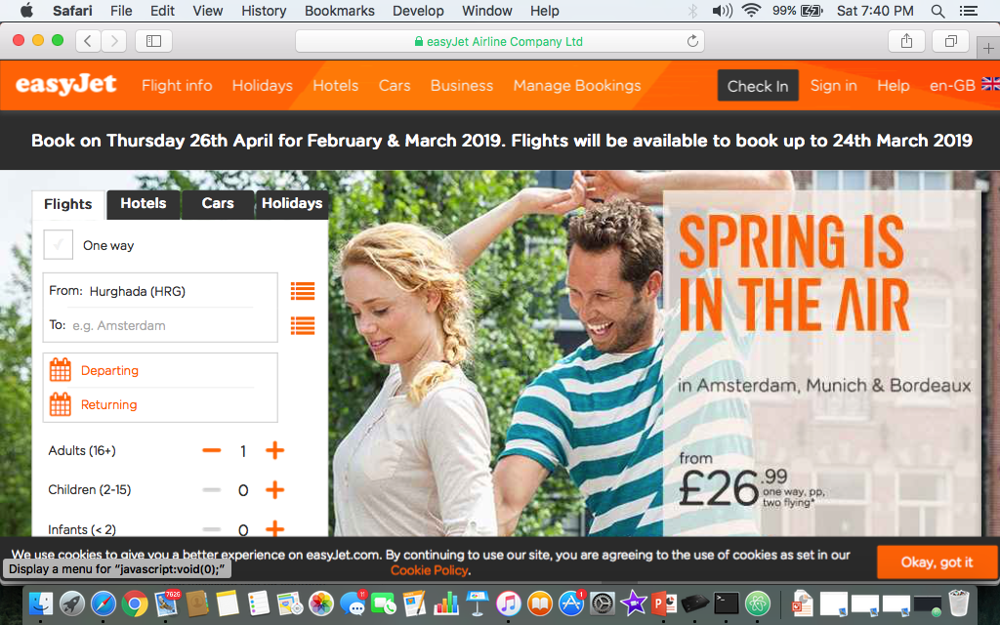 Safari File Edit View History Bookmarks Develop Window Help 99% Sat 7:40 PM
easyJet Airline Company Ltd
easyJet Flight info Holidays Hotels Cars Business Manage Bookings Check In Sign in Help en-GB
Book on Thursday 26th April for February & March 2019. Flights will be available to book up to 24th March 2019
Flights Hotels Cars Holidays
One way
From: Hurghada (HRG)
To: e.g. Amsterdam
Departing
Returning
Adults (16+) 1
Children (2-15) 0
Infants (< 2) 0
SPRING IS
IN THE AIR
in Amsterdam, Munich & Bordeaux
from
£26.99
one way, pp,
two flying*
We use cookies to give you a better experience on easyJet.com. By continuing to use our site, you are agreeing to the use of cookies as set in our
Cookie Policy.
Okay, got it
Display a menu for "javascript:void(0);"